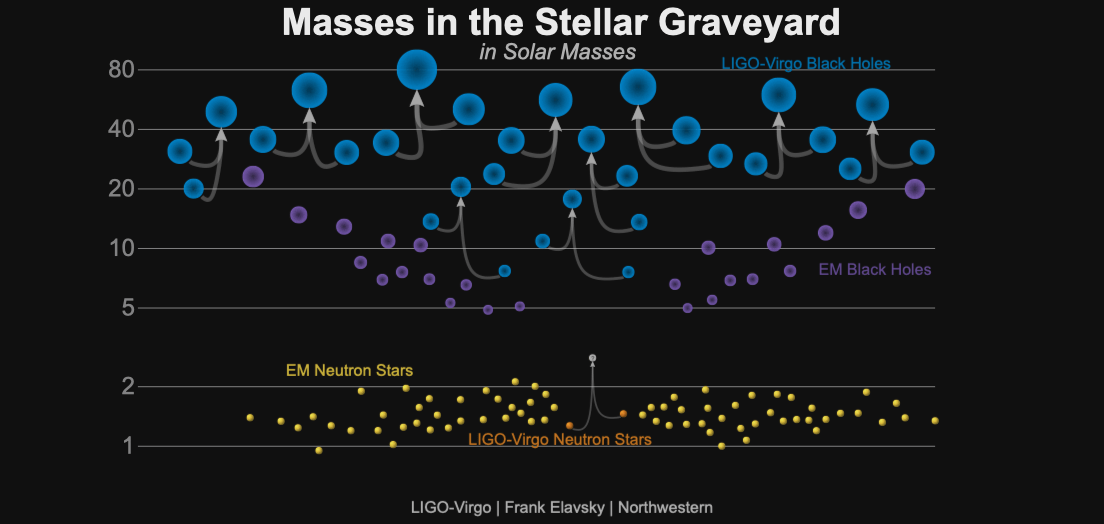 Masses in the Stellar Graveyard
in Solar Masses
LIGO-Virgo Black Holes
80
40
20
10
EM Black Holes
5
EM Neutron Stars
2
LIGO-Virgo Neutron Stars
1
LIGO-Virgo | Frank Elavsky | Northwestern